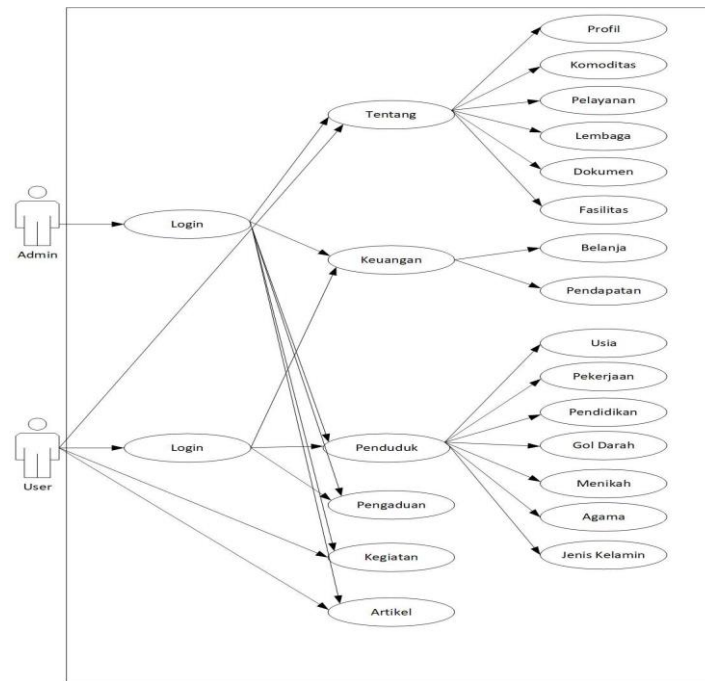 Profil
Komoditas
Tentang
Pelayanan
Lembaga
Dokumen
Fasilitas
Login
Admin
Belanja
Keuangan
Pendapatan
Usia
Pekerjaan
Pendidikan
Login
Penduduk
Gol Darah
User
Menikah
Pengaduan
Agama
Kegiatan
Jenis Kelamin
Artikel